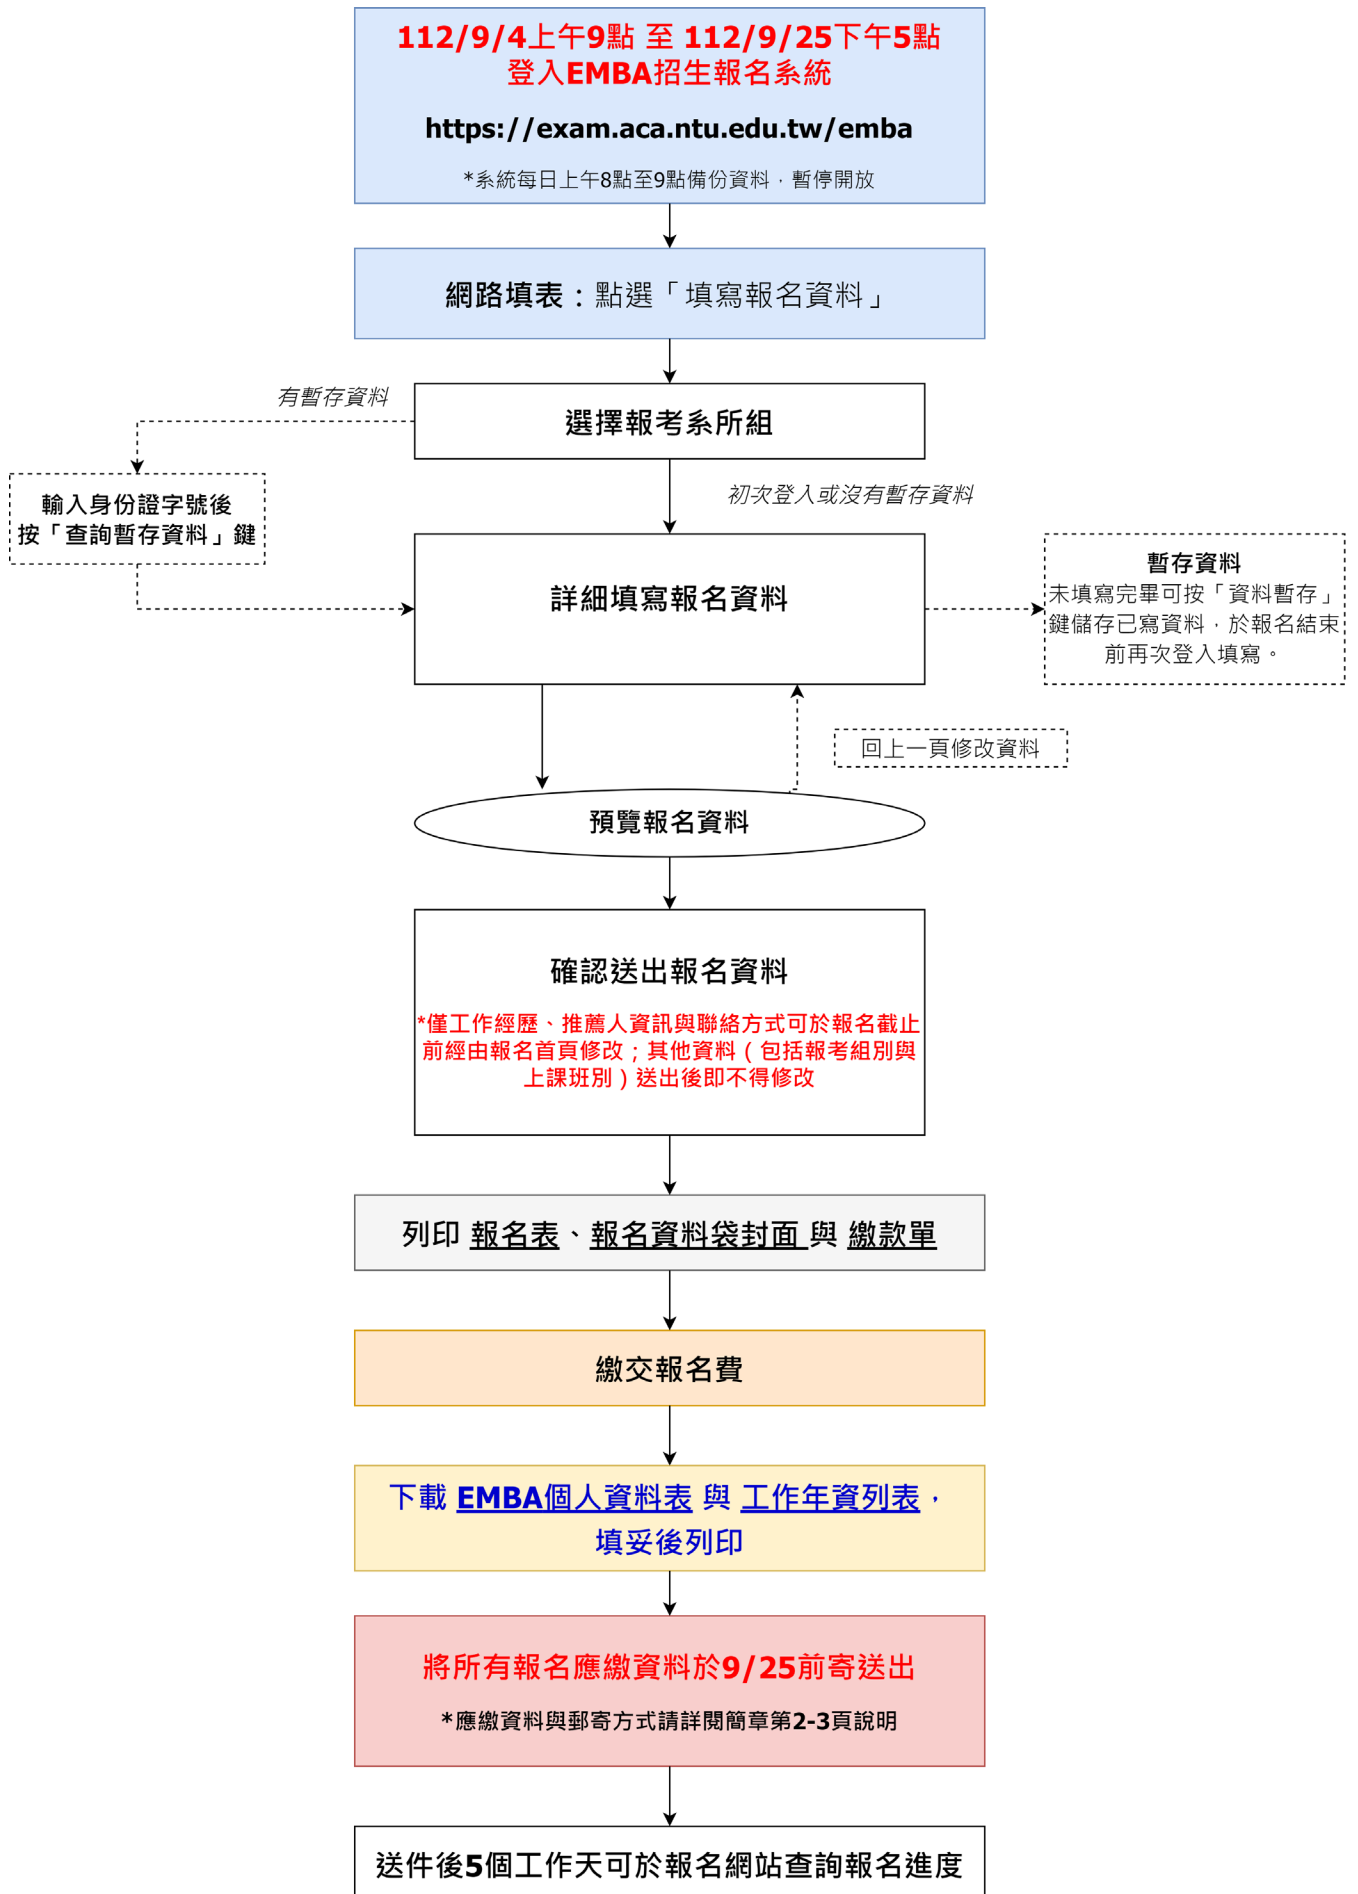 112/9/4上午9點 至 112/9/25下午5點
登入EMBA招生報名系統
https://exam.aca.ntu.edu.tw/emba
*系統每日上午8點至9點備份資料，暫停開放
網路填表：點選「填寫報名資料」
有暫存資料
選擇報考系所組
輸入身份證字號後
按「查詢暫存資料」鍵
初次登入或沒有暫存資料
詳細填寫報名資料
暫存資料
未填寫完畢可按「資料暫存」
鍵儲存已寫資料，於報名結束
前再次登入填寫。
回上一頁修改資料
預覽報名資料
確認送出報名資料
*僅工作經歷、推薦人資訊與聯絡方式可於報名截止
前經由報名首頁修改；其他資料（包括報考組別與
上課班別）送出後即不得修改
列印 報名表、報名資料袋封面 與 繳款單
繳交報名費
下載 EMBA個人資料表 與 工作年資列表，
填妥後列印
將所有報名應繳資料於9/25前寄送出
*應繳資料與郵寄方式請詳閱簡章第2-3頁說明
送件後5個工作天可於報名網站查詢報名進度